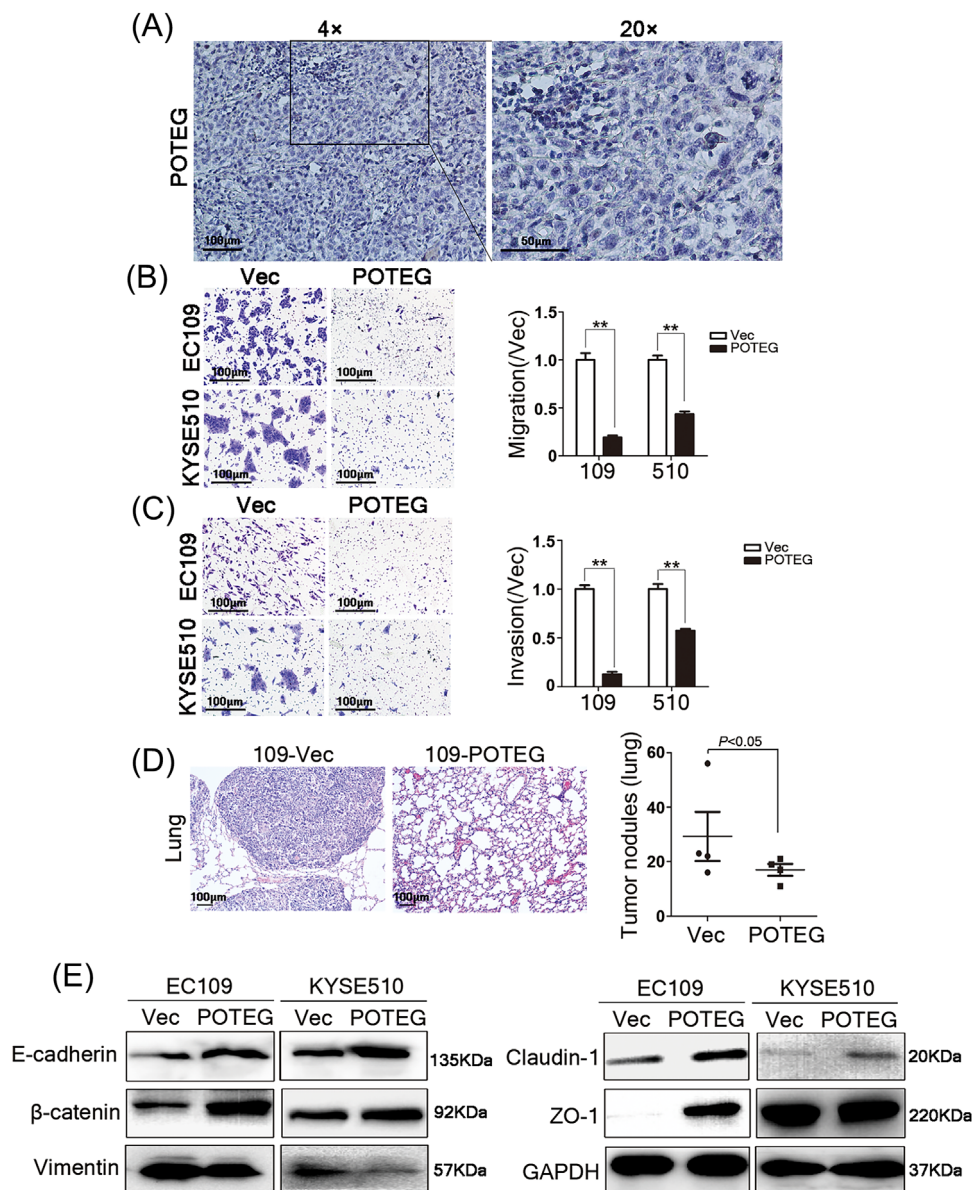 (A)
4× 20×
POTEG
100μm 50μm
(B)
Vec POTEG
EC109
100μm 100μm
KYSE510
100μm 100μm
Migration(/Vec)
1.5
1.0
0.5
0
** **
Vec
POTEG
109 510
(C)
Vec POTEG
EC109
100μm 100μm
KYSE510
100μm 100μm
Invasion(/Vec)
1.5
1.0
0.5
0
** **
Vec
POTEG
109 510
(D)
109-Vec 109-POTEG
Lung
100μm 100μm
Tumor nodules (lung)
60
40
20
0
P<0.05
Vec POTEG
(E)
EC109 KYSE510
Vec POTEG Vec POTEG
E-cadherin 135KDa
β-catenin 92KDa
Vimentin 57KDa
EC109 KYSE510
Vec POTEG Vec POTEG
Claudin-1 20KDa
ZO-1 220KDa
GAPDH 37KDa